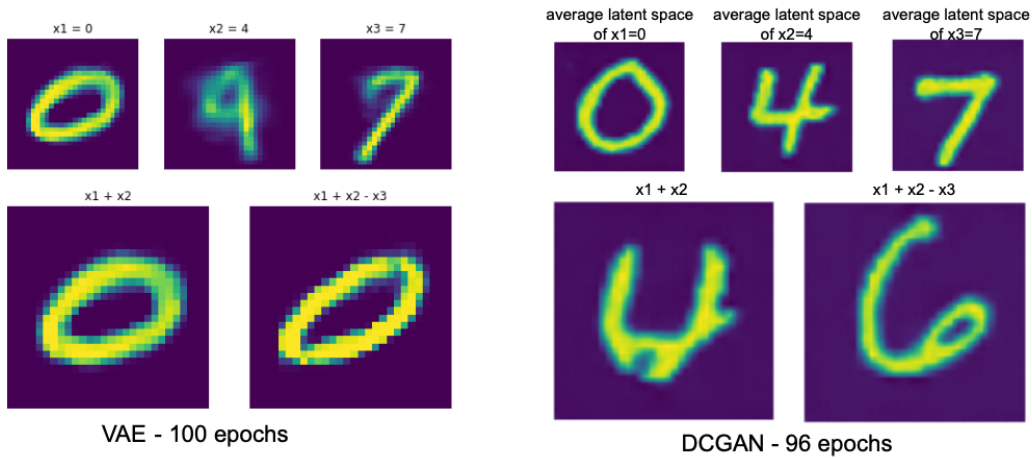 x1 = 0
x2 = 4
x3 = 7
x1 + x2
x1 + x2 - x3
VAE - 100 epochs
average latent space
of x1=0
average latent space
of x2=4
average latent space
of x3=7
x1 + x2
x1 + x2 - x3
DCGAN - 96 epochs